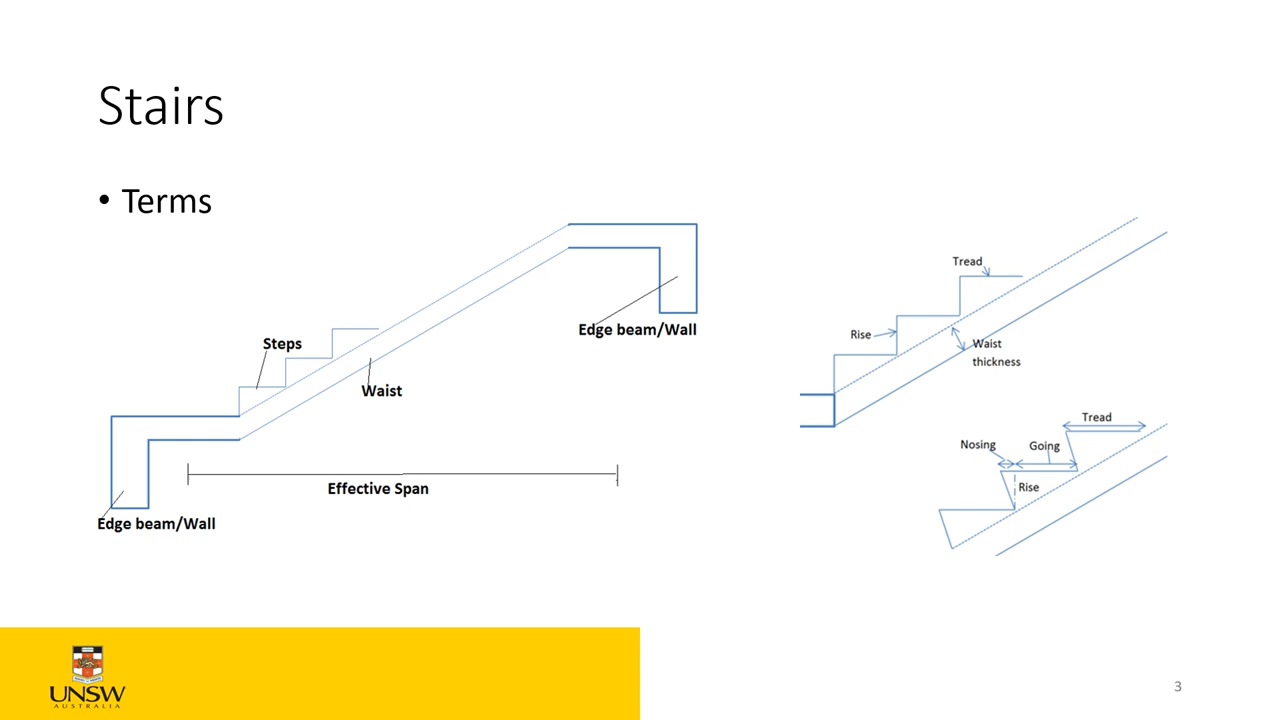 Stairs
• Terms
Steps
Waist
Edge beam/Wall
Effective Span
Edge beam/Wall
Tread
Rise
Waist
thickness
Tread
Nosing
Going
Rise
UNSW
AUSTRALIA
3